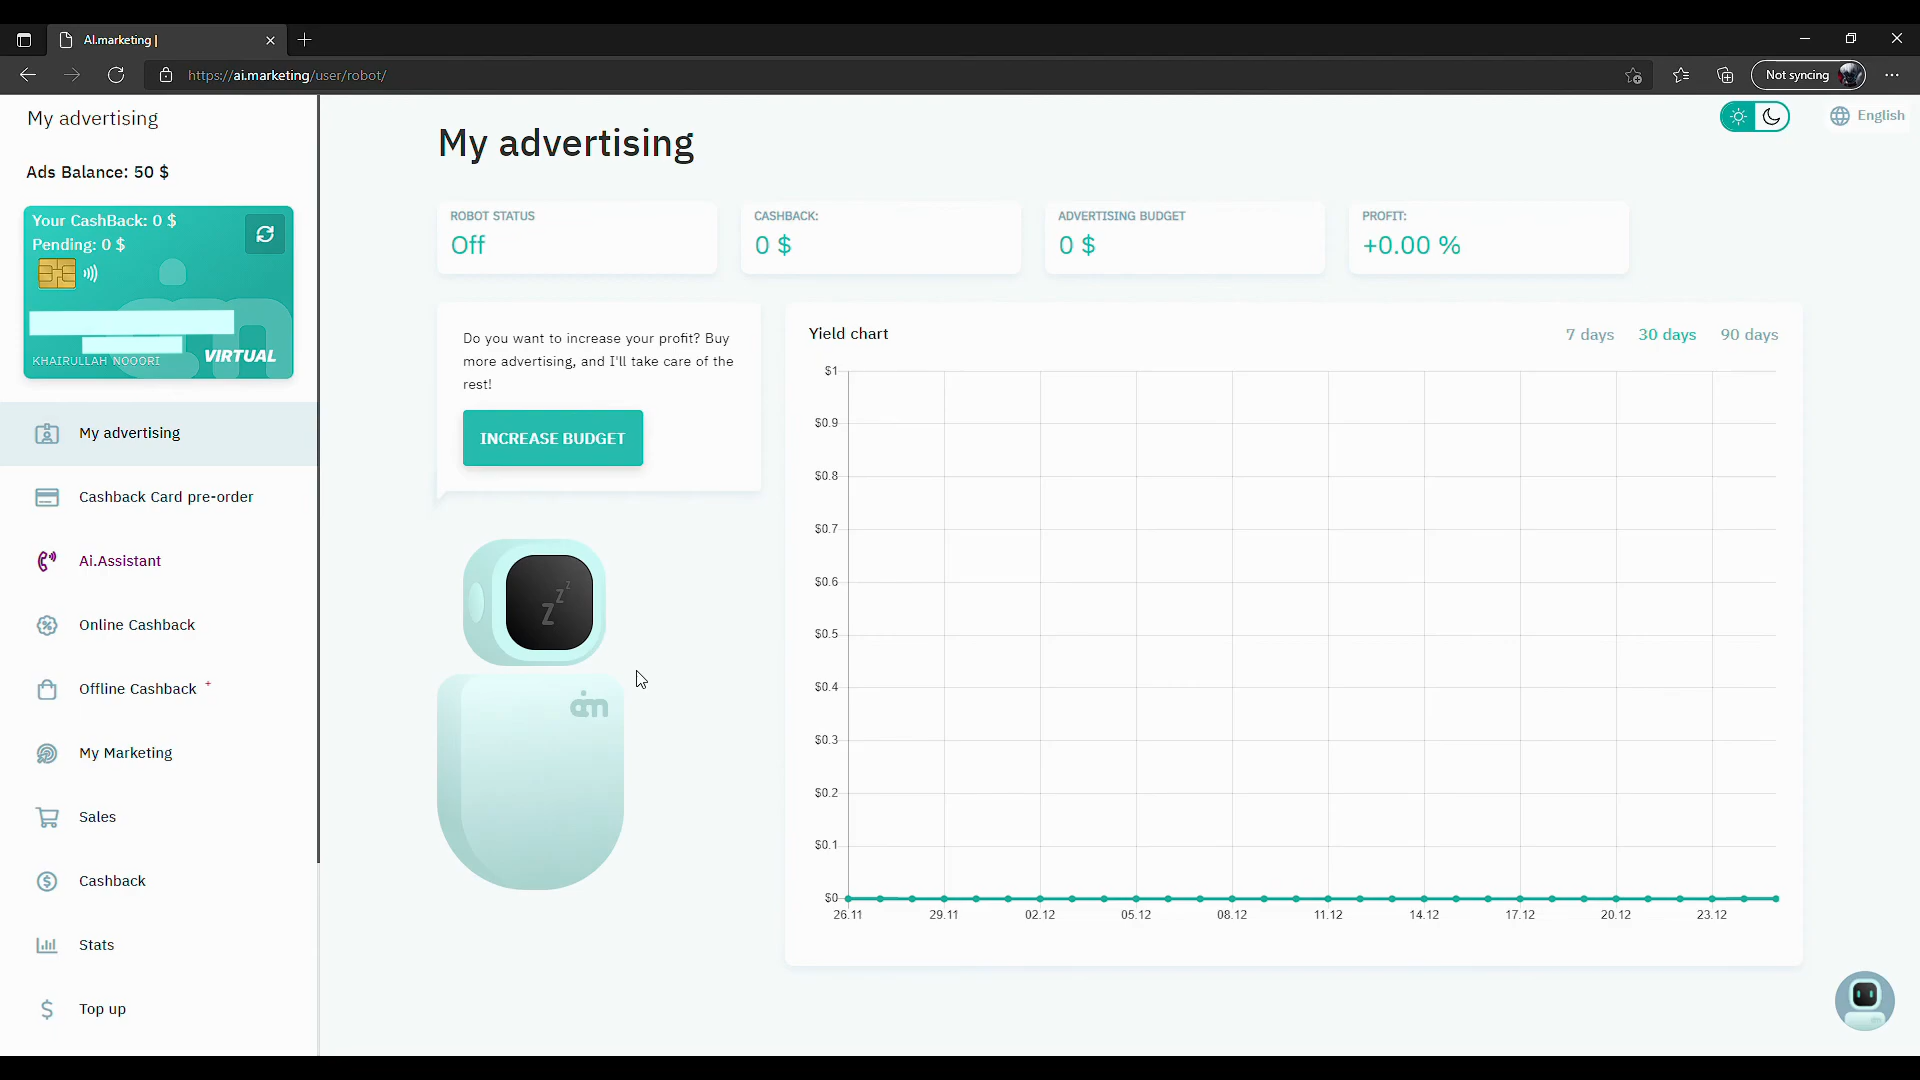 AI.marketing |
https://ai.marketing/user/robot/
Not syncing
My advertising
Ads Balance: 50 $
Your CashBack: 0 $
Pending: 0 $
KHAIRULLAH NOOORI
VIRTUAL
My advertising
Cashback Card pre-order
Ai.Assistant
Online Cashback
Offline Cashback +
My Marketing
Sales
Cashback
Stats
Top up
My advertising
English
ROBOT STATUS
Off
CASHBACK:
0 $
ADVERTISING BUDGET
0 $
PROFIT:
+0.00 %
Do you want to increase your profit? Buy
more advertising, and I'll take care of the
rest!
INCREASE BUDGET
z z z
aim
Yield chart
7 days 30 days 90 days
$1
$0.9
$0.8
$0.7
$0.6
$0.5
$0.4
$0.3
$0.2
$0.1
$0
26.11 29.11 02.12 05.12 08.12 11.12 14.12 17.12 20.12 23.12